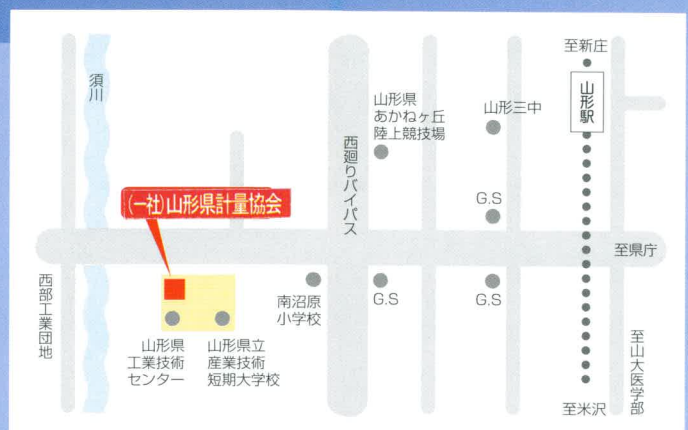 至新庄
山形駅
須川
山形県
あかねヶ丘
陸上競技場
山形三中
西廻りバイパス
(一社)山形県計量協会
G.S
至県庁
西部工業団地
南沼原
小学校
G.S
G.S
山形県
工業技術
センター
山形県立
産業技術
短期大学校
至山大医学部
至米沢